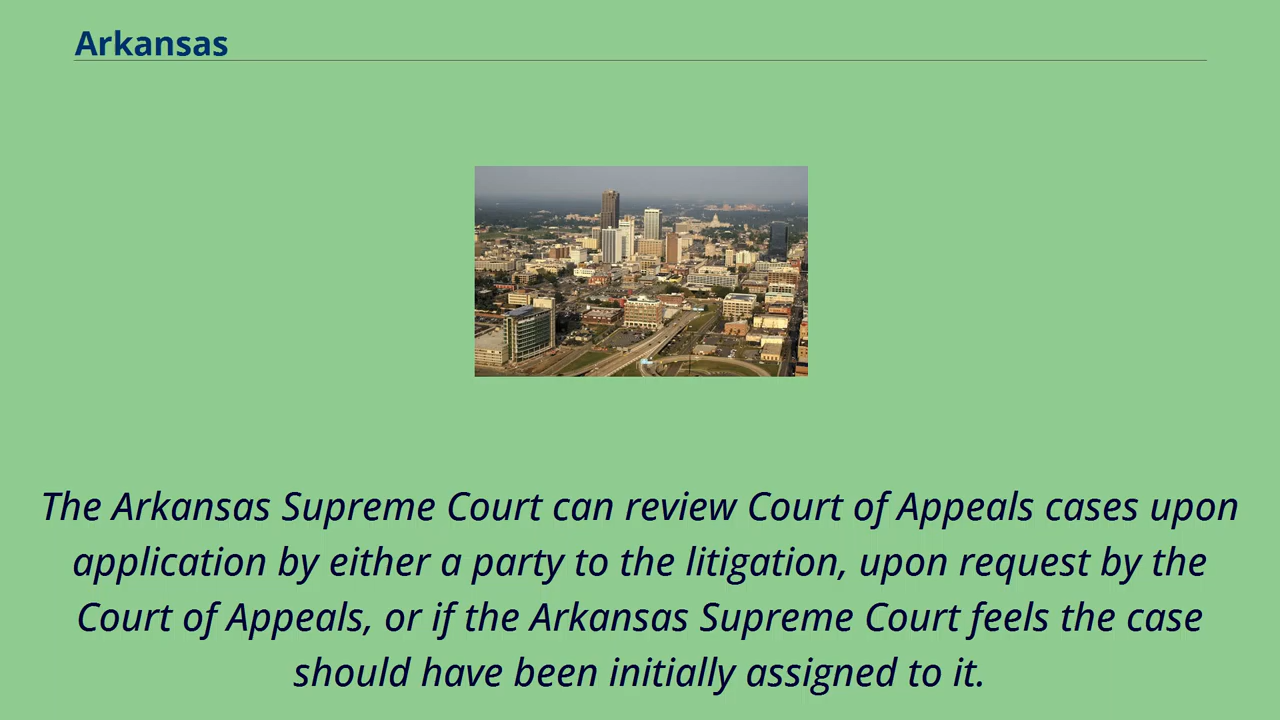 Arkansas
The Arkansas Supreme Court can review Court of Appeals cases upon
application by either a party to the litigation, upon request by the
Court of Appeals, or if the Arkansas Supreme Court feels the case
should have been initially assigned to it.